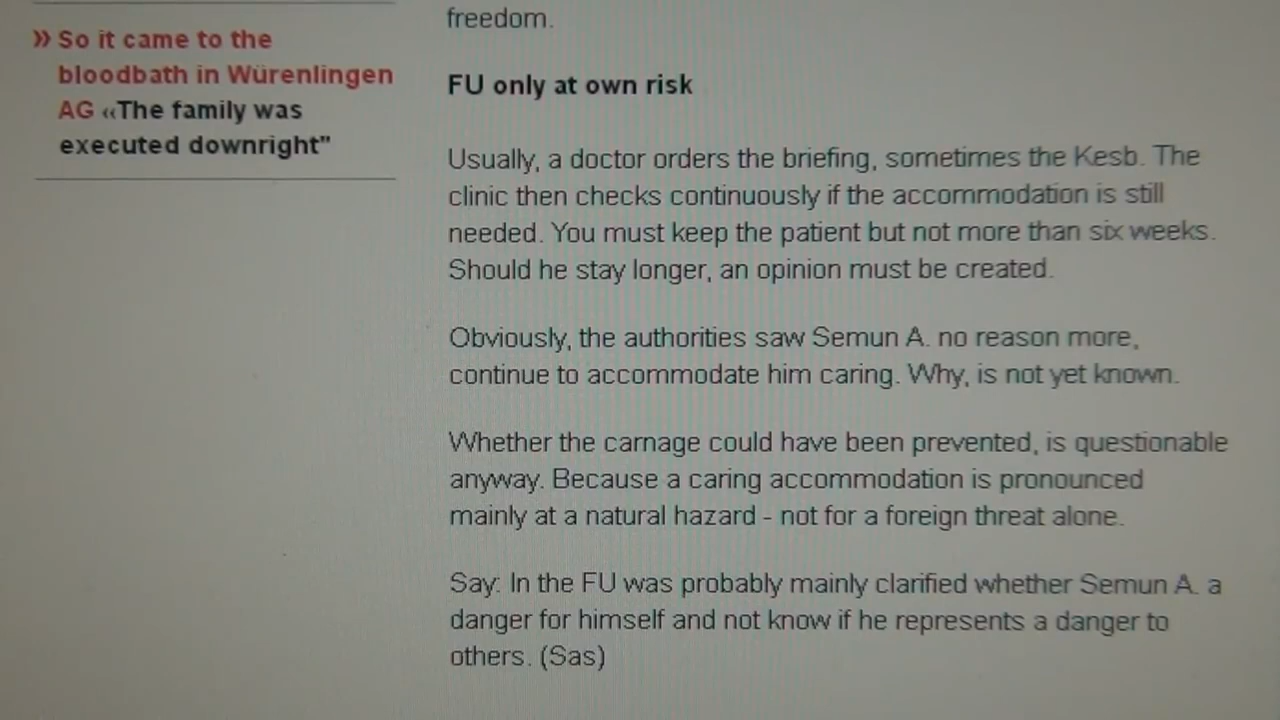 » So it came to the
bloodbath in Würenlingen
AG «The family was
executed downright"
freedom.
FU only at own risk
Usually, a doctor orders the briefing, sometimes the Kesb. The
clinic then checks continuously if the accommodation is still
needed. You must keep the patient but not more than six weeks.
Should he stay longer, an opinion must be created.
Obviously, the authorities saw Semun A. no reason more,
continue to accommodate him caring. Why, is not yet known.
Whether the carnage could have been prevented, is questionable
anyway. Because a caring accommodation is pronounced
mainly at a natural hazard - not for a foreign threat alone.
Say: In the FU was probably mainly clarified whether Semun A. a
danger for himself and not know if he represents a danger to
others. (Sas)